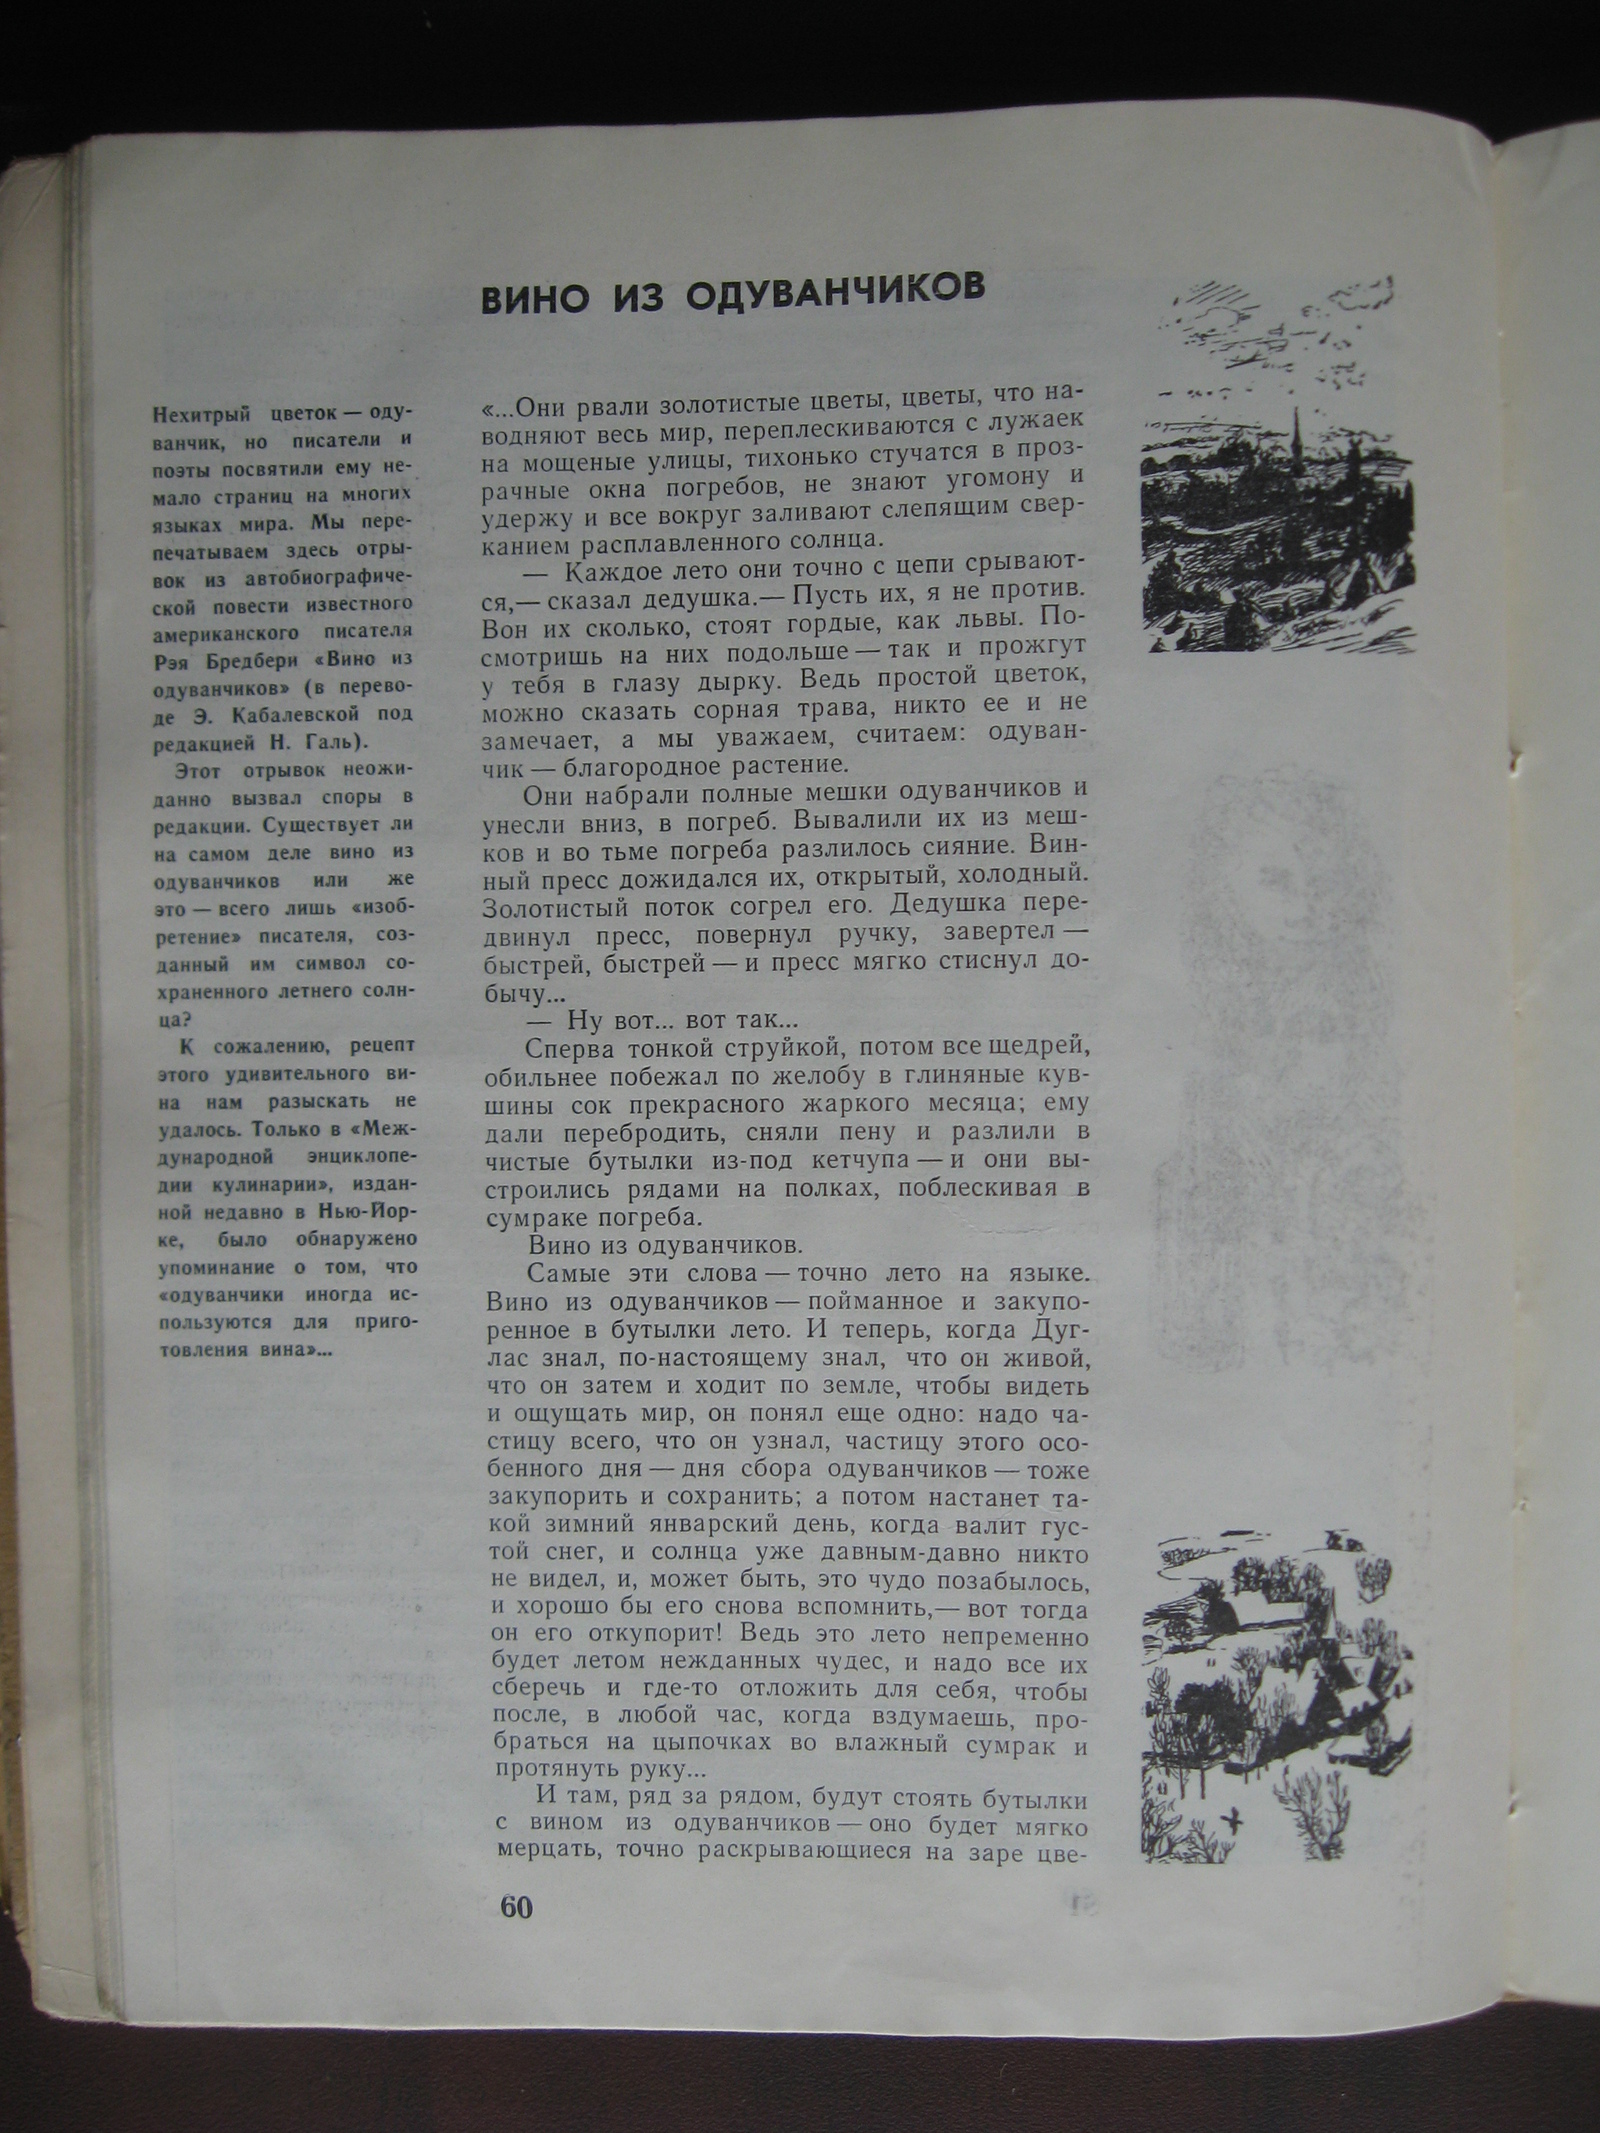 ВИНО ИЗ ОДУВАНЧИКОВ
Нехитрый цветок — оду-
ванчик, но писатели и
поэты посвятили ему не-
мало страниц на многих
языках мира. Мы пере-
печатываем здесь отры-
вок из автобиографиче-
ской повести известного
американского писателя
Рэя Бредбери «Вино из
одуванчиков» (в перево-
де Э. Кабалевской под
редакцией Н. Галь).
Этот отрывок неожи-
данно вызвал споры в
редакции. Существует ли
на самом деле вино из
одуванчиков или же
это — всего лишь «изоб-
ретение» писателя, соз-
данный им символ со-
храненного летнего солн-
ца?
К сожалению, рецепт
этого удивительного ви-
на нам разыскать не
удалось. Только в «Меж-
дународной энциклопе-
дии кулинарии», издан-
ной недавно в Нью-Йор-
ке, было обнаружено
упоминание о том, что
«одуванчики иногда ис-
пользуются для приго-
товления вина»...
«...Они рвали золотистые цветы, цветы, что на-
водняют весь мир, переплескиваются с лужаек
на мощеные улицы, тихонько стучатся в проз-
рачные окна погребов, не знают угомону и
удержу и все вокруг заливают слепящим свер-
канием расплавленного солнца.
— Каждое лето они точно с цепи срывают-
ся,— сказал дедушка.— Пусть их, я не против.
Вон их сколько, стоят гордые, как львы. По-
смотришь на них подольше — так и прожгут
у тебя в глазу дырку. Ведь простой цветок,
можно сказать сорная трава, никто ее и не
замечает, а мы уважаем, считаем: одуван-
чик — благородное растение.
Они набрали полные мешки одуванчиков и
унесли вниз, в погреб. Вывалили их из меш-
ков и во тьме погреба разлилось сияние. Вин-
ный пресс дожидался их, открытый, холодный.
Золотистый поток согрел его. Дедушка пере-
двинул пресс, повернул ручку, завертел —
быстрей, быстрей — и пресс мягко стиснул до-
бычу...
— Ну вот... вот так...
Сперва тонкой струйкой, потом все щедрей,
обильнее побежал по желобу в глиняные кув-
шины сок прекрасного жаркого месяца; ему
дали перебродить, сняли пену и разлили в
чистые бутылки из-под кетчупа — и они вы-
строились рядами на полках, поблескивая в
сумраке погреба.
Вино из одуванчиков.
Самые эти слова — точно лето на языке.
Вино из одуванчиков — пойманное и закупо-
ренное в бутылки лето. И теперь, когда Дуг-
лас знал, по-настоящему знал, что он живой,
что он затем и ходит по земле, чтобы видеть
и ощущать мир, он понял еще одно: надо ча-
стицу всего, что он узнал, частицу этого осо-
бенного дня — дня сбора одуванчиков — тоже
закупорить и сохранить; а потом настанет та-
кой зимний январский день, когда валит гус-
той снег, и солнца уже давным-давно никто
не видел, и, может быть, это чудо позабылось,
и хорошо бы его снова вспомнить,— вот тогда
он его откупорит! Ведь это лето непременно
будет летом нежданных чудес, и надо все их
сберечь и где-то отложить для себя, чтобы
после, в любой час, когда вздумаешь, про-
браться на цыпочках во влажный сумрак и
протянуть руку...
И там, ряд за рядом, будут стоять бутылки
с вином из одуванчиков — оно будет мягко
мерцать, точно раскрывающиеся на заре цве-
60